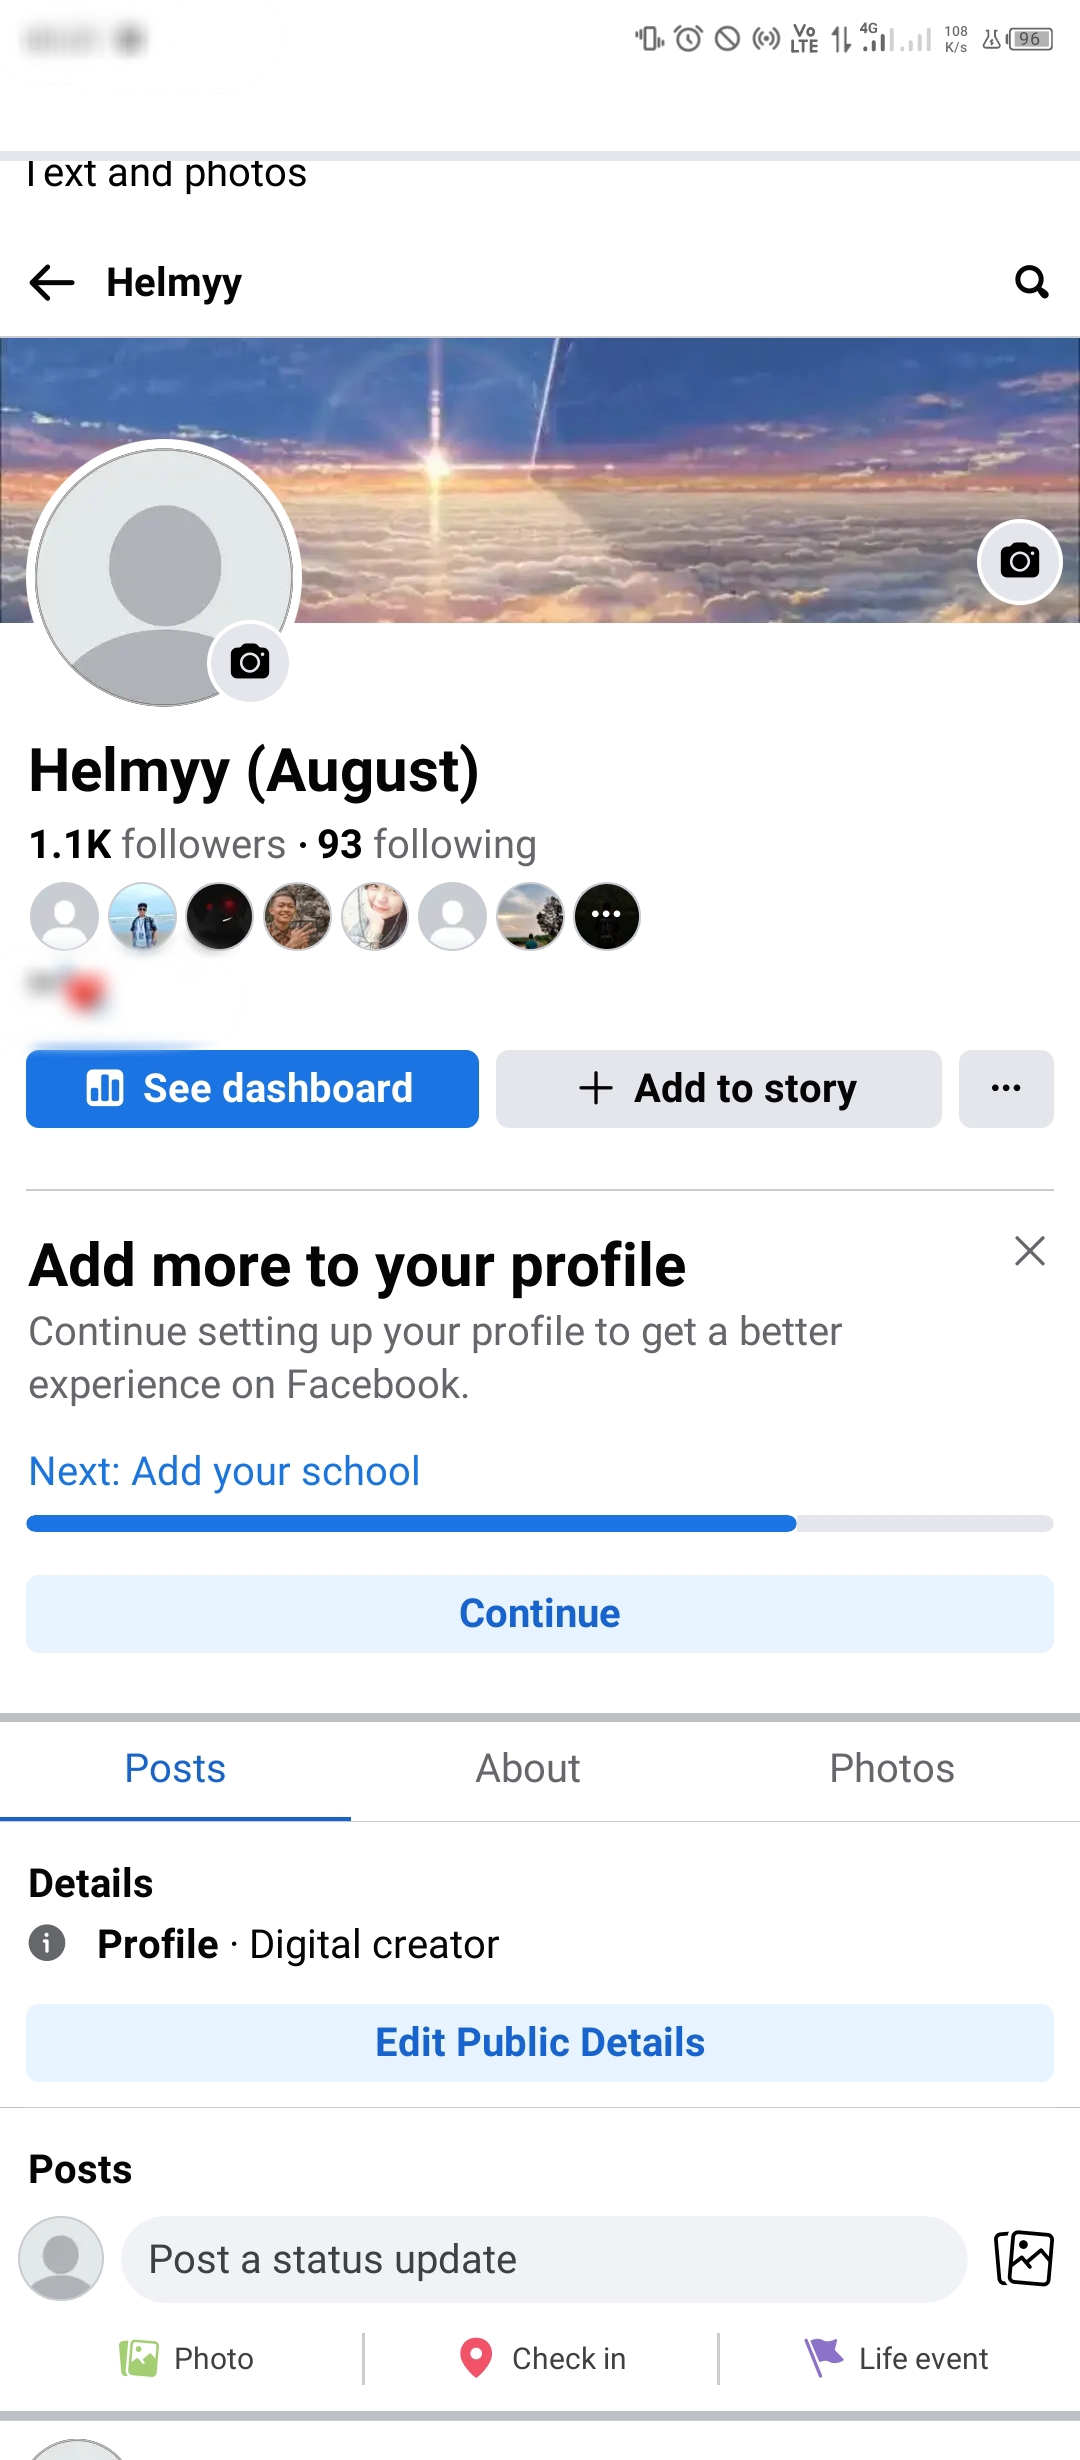 Vo
LTE
4G
108
K/s
96
Text and photos
Helmyy
Helmyy (August)
1.1K followers · 93 following
See dashboard
Add to story
Add more to your profile
Continue setting up your profile to get a better
experience on Facebook.
Next: Add your school
Continue
Posts
About
Photos
Details
Profile · Digital creator
Edit Public Details
Posts
Post a status update
Photo
Check in
Life event